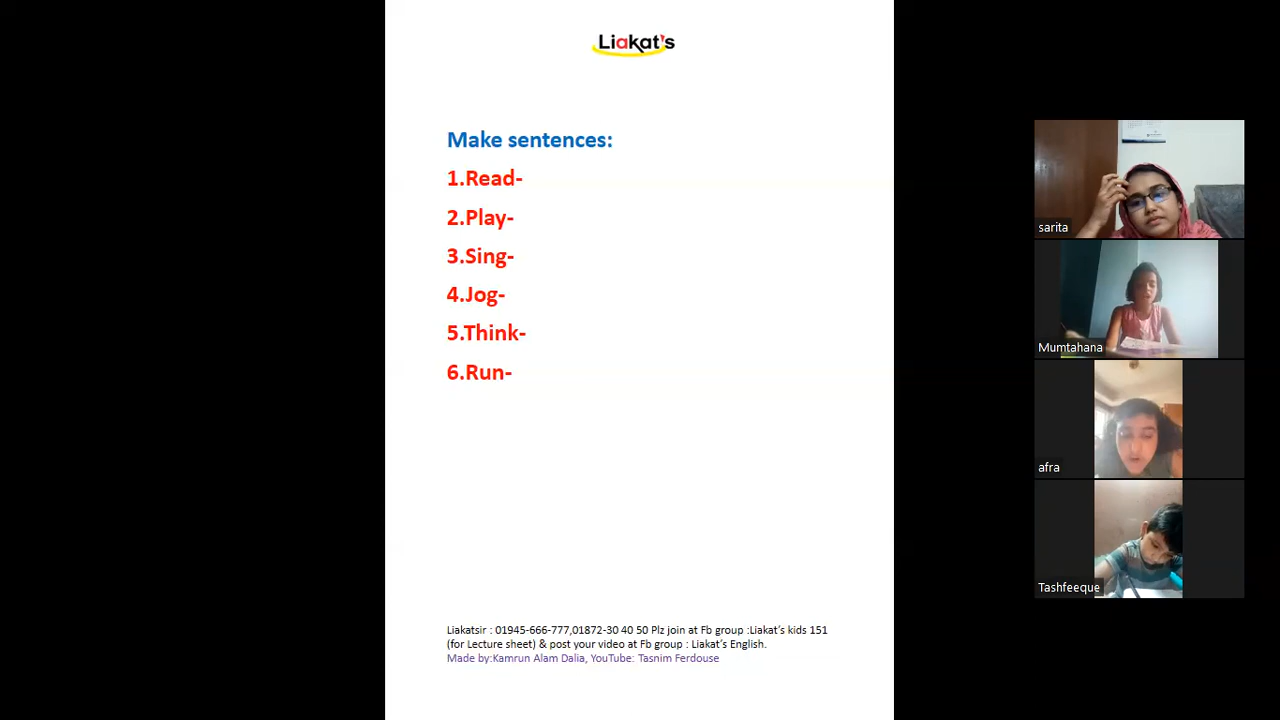 Liakat's
Make sentences:
1.Read-
2.Play-
3.Sing-
4.Jog-
5.Think-
6.Run-
Liakatsir : 01945-666-777,01872-30 40 50 Plz join at Fb group :Liakat's kids 151
(for Lecture sheet) & post your video at Fb group : Liakat's English.
Made by:Kamrun Alam Dalia, YouTube: Tasnim Ferdouse
sarita
Mumtahana
afra
Tashfeeque